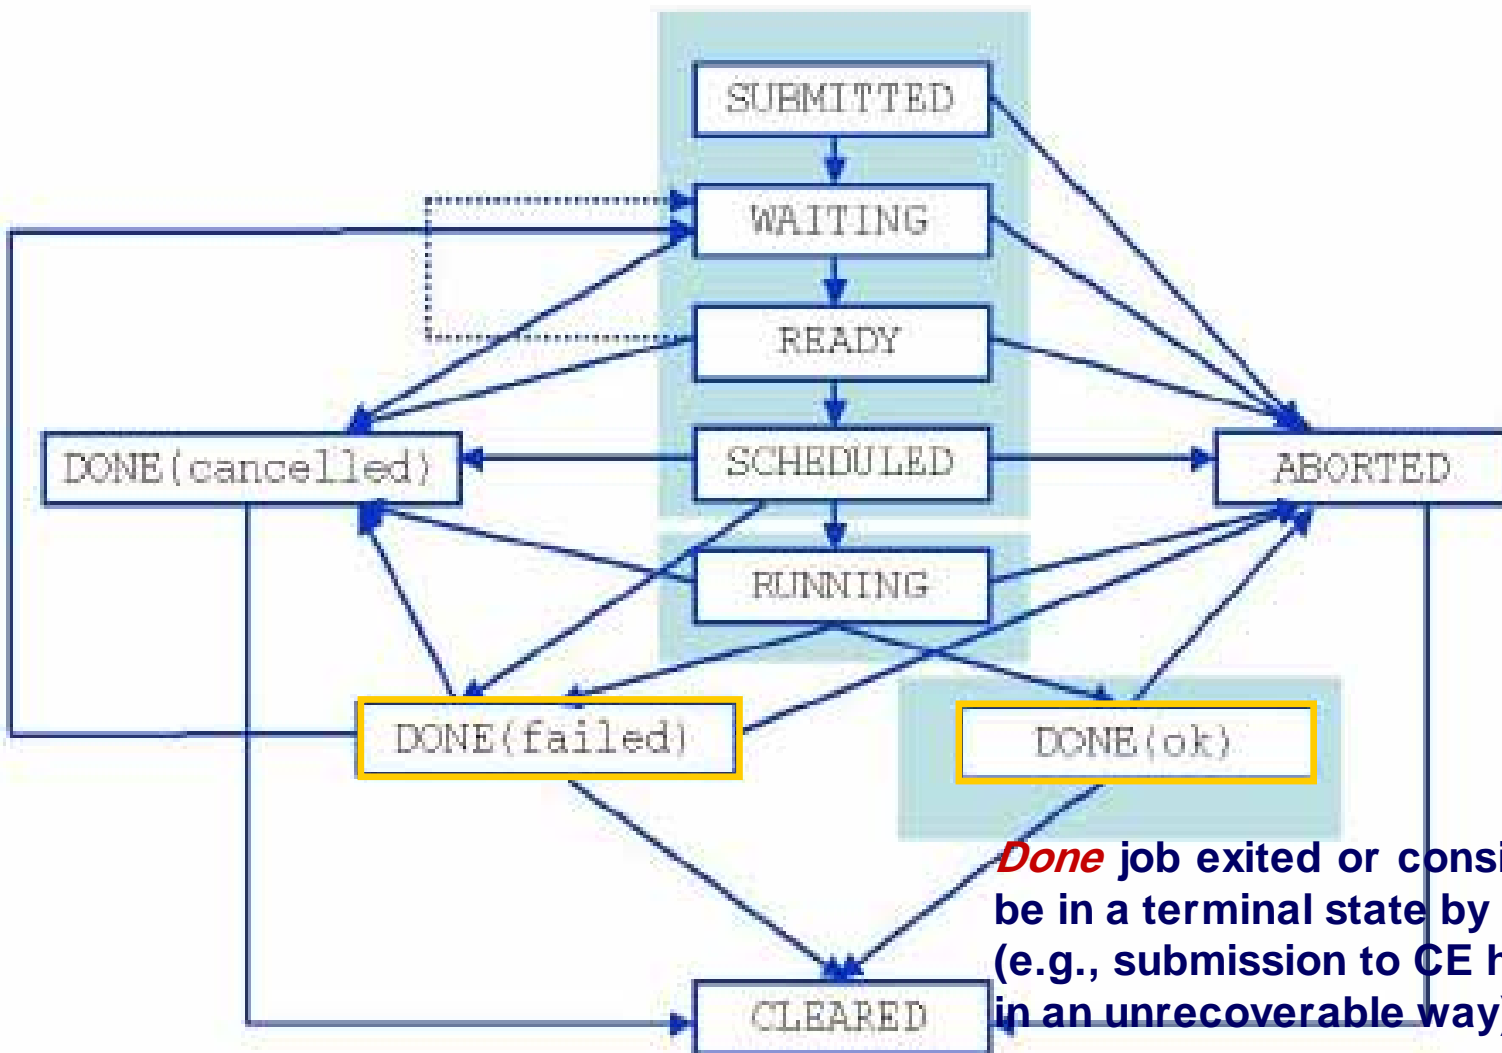 SUBMITTED
WAITING
READY
DONE(cancelled)
SCHEDULED
ABORTED
RUNNING
DONE(failed)
DONE(ok)
Done job exited or
be in a terminal state by
(e.g., submission to CE
in an unrecoverable way)
CLEARED